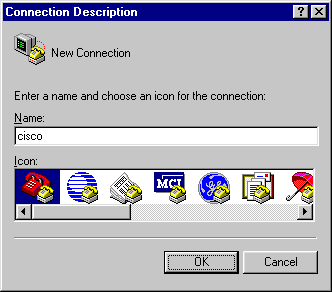 Connection Description
New Connection
Enter a name and choose an icon for the connection:
Name:
cisco
Icon:
MCI
OK
Cancel